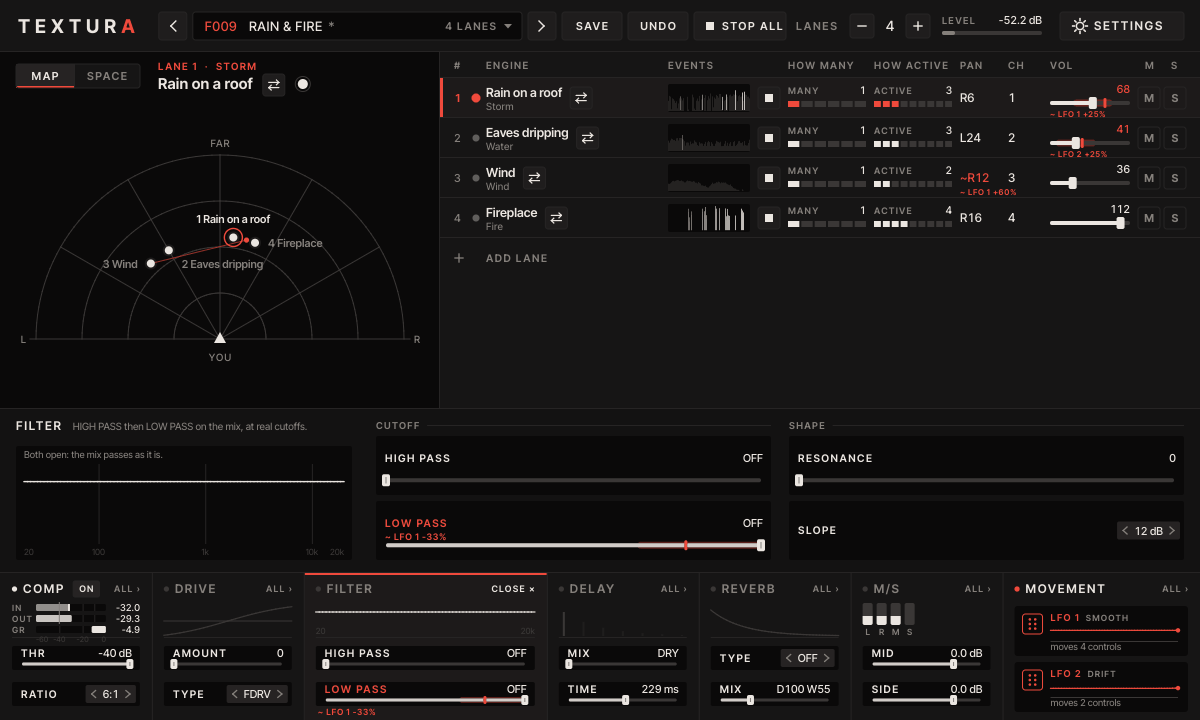 TEXTURA
F009 RAIN & FIRE * 4 LANES
SAVE
UNDO
STOP ALL
LANES
4
LEVEL -52.2 dB
SETTINGS
MAP
SPACE
LANE 1 · STORM
Rain on a roof
FAR
1 Rain on a roof
4 Fireplace
3 Wind
2 Eaves dripping
L
R
YOU
# ENGINE EVENTS HOW MANY HOW ACTIVE PAN CH VOL M S
1 Rain on a roof MANY 1 ACTIVE 3 R6 1 68 M S
Storm
~ LFO 1 +25%
2 Eaves dripping MANY 1 ACTIVE 3 L24 2 41 M S
Water
~ LFO 2 +25%
3 Wind MANY 1 ACTIVE 2 ~R12 3 36 M S
Wind
~ LFO 1 +60%
4 Fireplace MANY 1 ACTIVE 4 R16 4 112 M S
Fire
+ ADD LANE
FILTER HIGH PASS then LOW PASS on the mix, at real cutoffs.
Both open: the mix passes as it is.
20 100 1k 10k 20k
CUTOFF
HIGH PASS OFF
LOW PASS OFF
~ LFO 1 -33%
SHAPE
RESONANCE 0
SLOPE < 12 dB >
COMP ON ALL ›
IN -32.0
OUT -29.3
GR -4.9
-60 -40 -20 0
THR -40 dB
RATIO < 6:1 >
DRIVE ALL ›
AMOUNT 0
TYPE < FDRV >
FILTER CLOSE ×
20 20k
HIGH PASS OFF
LOW PASS OFF
~ LFO 1 -33%
DELAY ALL ›
MIX DRY
TIME 229 ms
REVERB ALL ›
TYPE < OFF >
MIX D100 W55
M/S ALL ›
L R M S
MID 0.0 dB
SIDE 0.0 dB
MOVEMENT ALL ›
LFO 1 SMOOTH
moves 4 controls
LFO 2 DRIFT
moves 2 controls